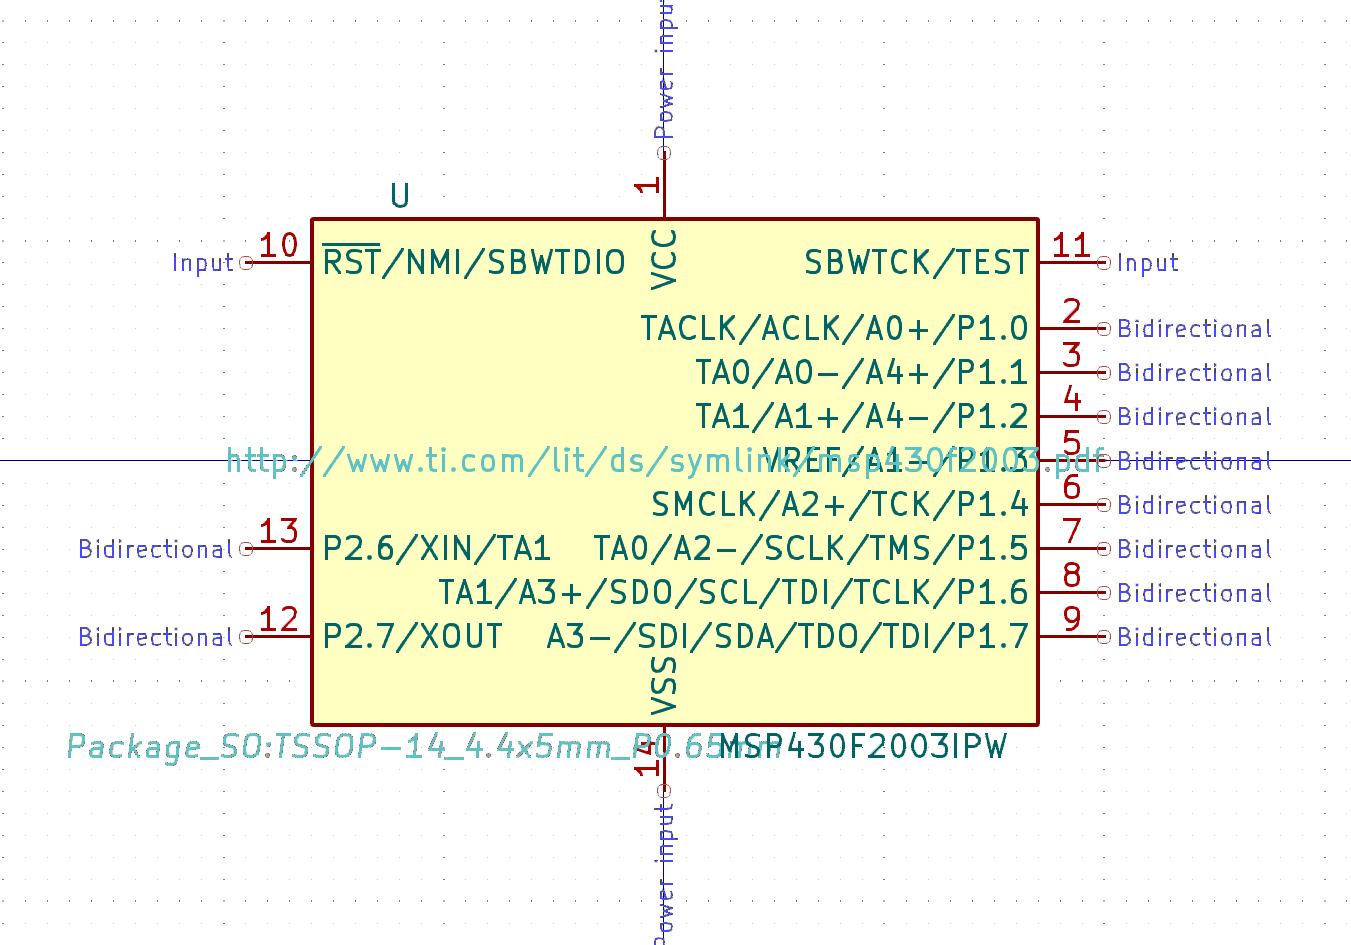 Power input
1
U
10
11
Input
RST/NMI/SBWTDIO
VCC
SBWTCK/TEST
Input
2
TACLK/ACLK/A0+/P1.0
Bidirectional
3
TA0/A0-/A4+/P1.1
Bidirectional
4
TA1/A1+/A4-/P1.2
Bidirectional
5
http://www.ti.com/lit/ds/symlink/msp430f2003.pdf
VREF/A1-/P1.3
Bidirectional
6
SMCLK/A2+/TCK/P1.4
Bidirectional
13
7
Bidirectional
P2.6/XIN/TA1
TA0/A2-/SCLK/TMS/P1.5
Bidirectional
8
TA1/A3+/SDO/SCL/TDI/TCLK/P1.6
Bidirectional
12
9
Bidirectional
P2.7/XOUT
A3-/SDI/SDA/TDO/TDI/P1.7
Bidirectional
VSS
Package_SO:TSSOP-14_4.4x5mm_P0.65mm
MSP430F2003IPW
14
Power input